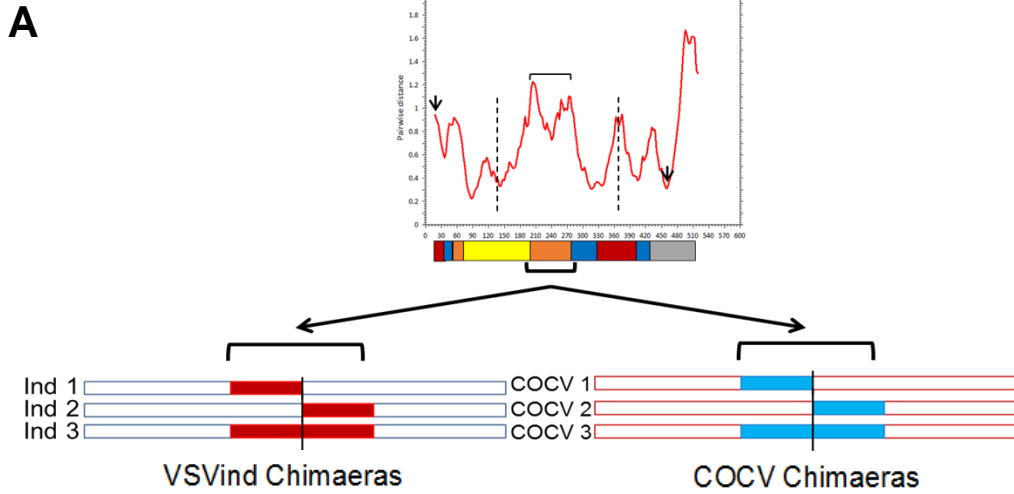 A
1.8
1.6
1.4
1.2
1
0.8
0.6
0.4
0.2
0
Pairwise distance
0 30 60 90 120 150 180 210 240 270 300 330 360 390 420 450 480 510 540 570 600
Ind 1
Ind 2
Ind 3
VSVind Chimaeras
COCV 1
COCV 2
COCV 3
COCV Chimaeras